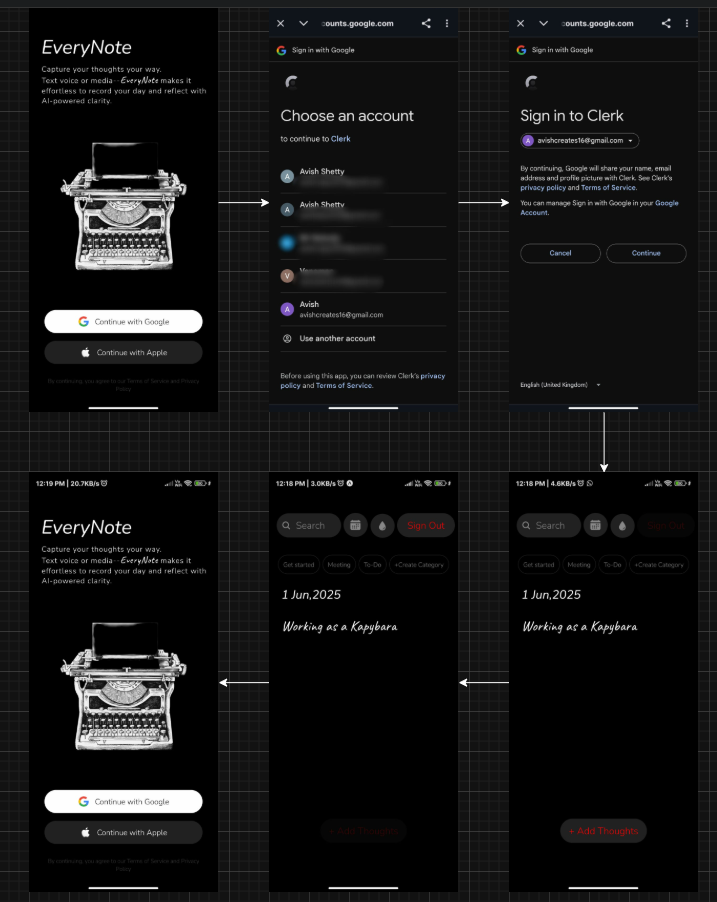 EveryNote
Capture your thoughts your way.
Text voice or media—EveryNote makes it
effortless to record your day and reflect with
AI-powered clarity.
Continue with Google
Continue with Apple
By continuing, you agree to our Terms of Service and Privacy
Policy
:ounts.google.com
Sign in with Google
Choose an account
to continue to Clerk
Avish Shetty
Avish Shetty
Avish
avishcreates16@gmail.com
Use another account
Before using this app, you can review Clerk's privacy
policy and Terms of Service.
:ounts.google.com
Sign in with Google
Sign in to Clerk
avishcreates16@gmail.com
By continuing, Google will share your name, email
address and profile picture with Clerk. See Clerk's
privacy policy and Terms of Service.
You can manage Sign in with Google in your Google
Account.
Cancel Continue
English (United Kingdom)
12:19 PM | 20.7KB/s
EveryNote
Capture your thoughts your way.
Text voice or media—EveryNote makes it
effortless to record your day and reflect with
AI-powered clarity.
Continue with Google
Continue with Apple
By continuing, you agree to our Terms of Service and Privacy
Policy
12:18 PM | 3.0KB/s
Search Sign Out
Get started Meeting To-Do +Create Category
1 Jun,2025
Working as a Kapybara
+ Add Thoughts
12:18 PM | 4.6KB/s
Search Sign Out
Get started Meeting To-Do +Create Category
1 Jun,2025
Working as a Kapybara
+ Add Thoughts